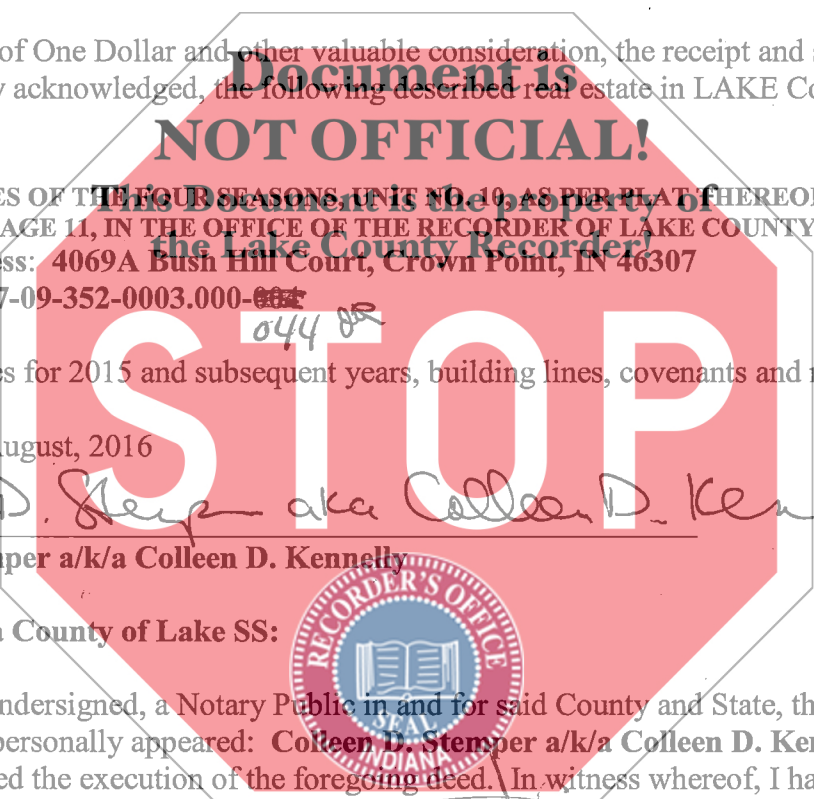 of One Dollar and other valuable consideration, the receipt and
Document is
y acknowledged, the following described real estate in LAKE Co
NOT OFFICIAL!
ES OF THE FOUR SEASONS, UNIT NO. 10, AS PER PLAT THEREOF
This Document is the property of
AGE 11, IN THE OFFICE OF THE RECORDER OF LAKE COUNTY
the Lake County Recorder!
ess: 4069A Bush Hill Court, Crown Point, IN 46307
7-09-352-0003.000-
044
STOP
es for 2015 and subsequent years, building lines, covenants and
ugust, 2016
D. Stemper aka Colleen D. Ken
mper a/k/a Colleen D. Kennelly
RECORDER'S OFFICE
a County of Lake SS:
ndersigned, a Notary Public in and for said County and State, th
SEAL
personally appeared: Colleen D. Stemper a/k/a Colleen D. Ken
INDIANA
ed the execution of the foregoing deed. In witness whereof, I ha